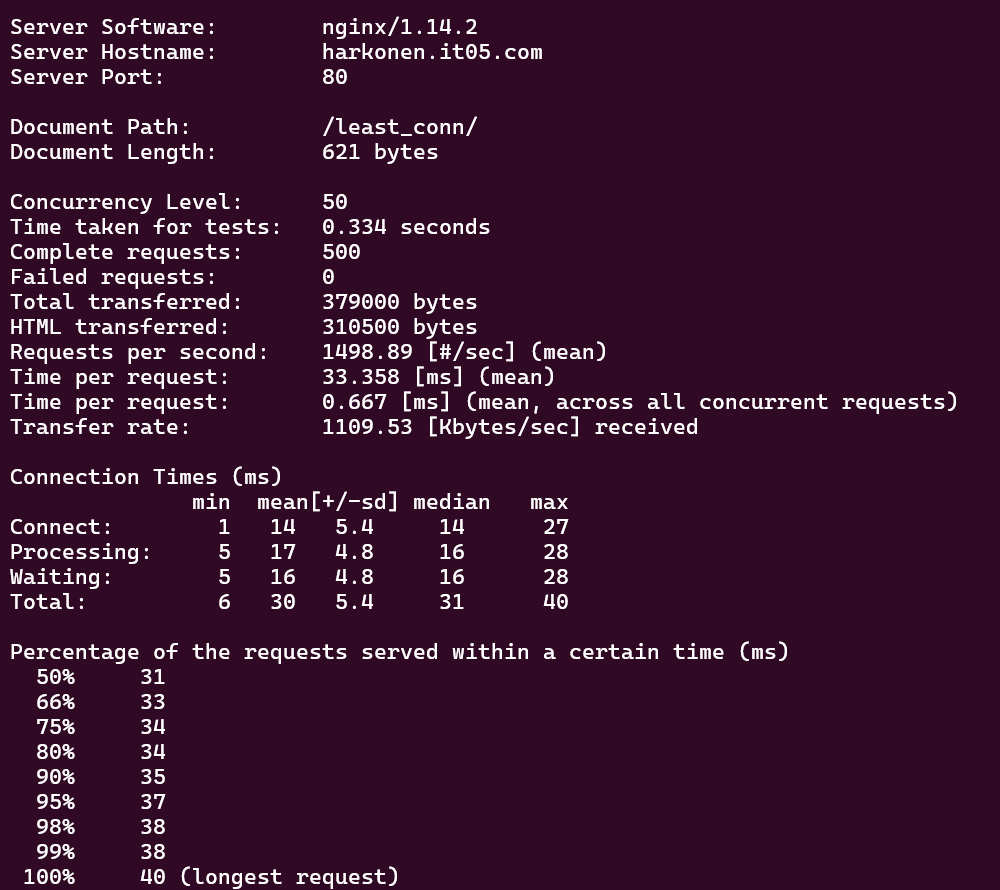 Server Software:        nginx/1.14.2
Server Hostname:        harkonen.it05.com
Server Port:            80

Document Path:          /least_conn/
Document Length:        621 bytes

Concurrency Level:      50
Time taken for tests:   0.334 seconds
Complete requests:      500
Failed requests:        0
Total transferred:      379000 bytes
HTML transferred:       310500 bytes
Requests per second:    1498.89 [#/sec] (mean)
Time per request:       33.358 [ms] (mean)
Time per request:       0.667 [ms] (mean, across all concurrent requests)
Transfer rate:          1109.53 [Kbytes/sec] received

Connection Times (ms)
              min  mean[+/-sd] median   max
Connect:        1   14   5.4     14      27
Processing:     5   17   4.8     16      28
Waiting:        5   16   4.8     16      28
Total:          6   30   5.4     31      40

Percentage of the requests served within a certain time (ms)
  50%     31
  66%     33
  75%     34
  80%     34
  90%     35
  95%     37
  98%     38
  99%     38
 100%     40 (longest request)